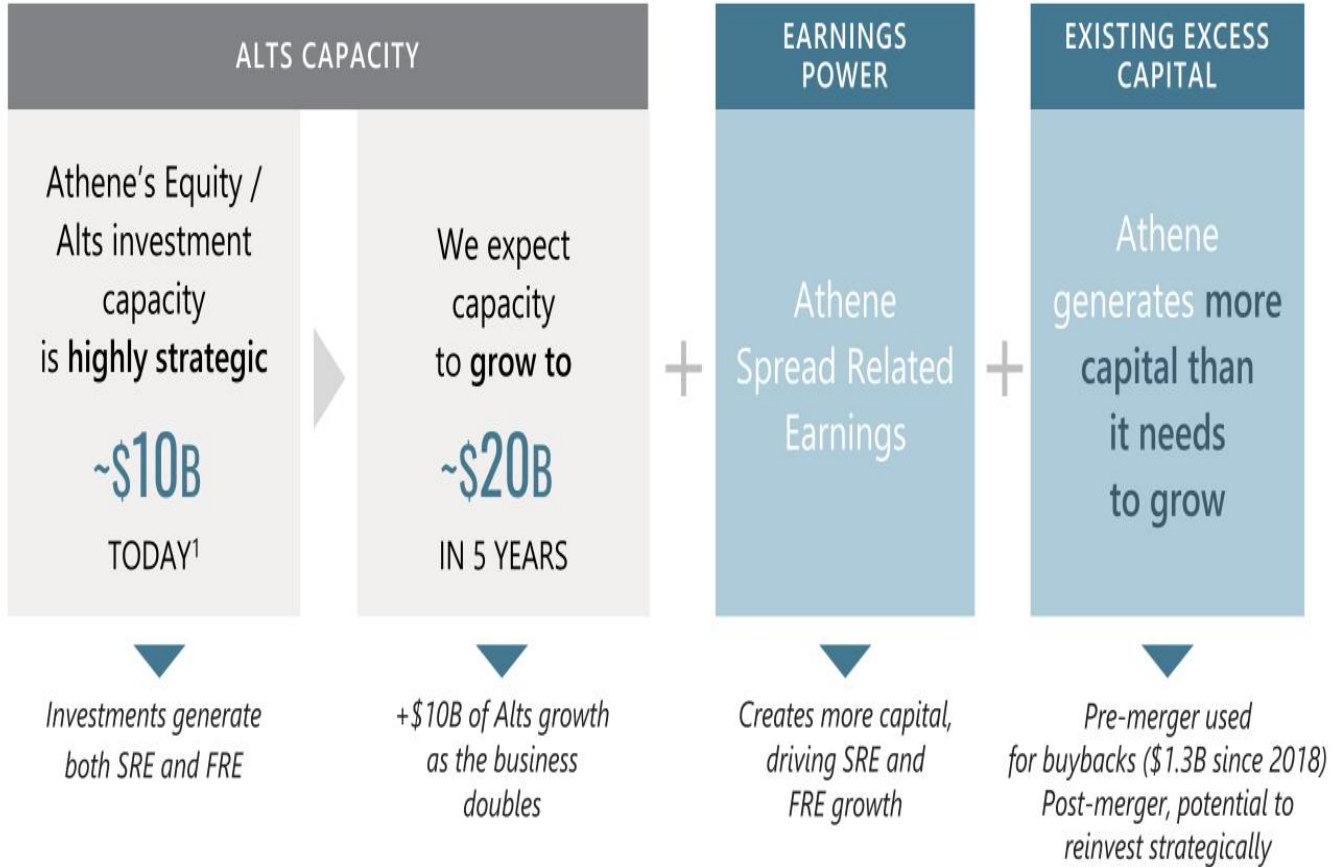 ALTS CAPACITY
Athene's Equity /
Alts investment
capacity
is highly strategic
~$10B
TODAY¹
Investments generate
both SRE and FRE
We expect
capacity
to grow to
~$20B
IN 5 YEARS
+$10B of Alts growth
as the business
doubles
+
EARNINGS
POWER
Athene
Spread Related
Earnings
Creates more capital,
driving SRE and
FRE growth
+
EXISTING EXCESS
CAPITAL
Athene
generates more
capital than
it needs
to grow
Pre-merger used
for buybacks ($1.3B since 2018)
Post-merger, potential to
reinvest strategically